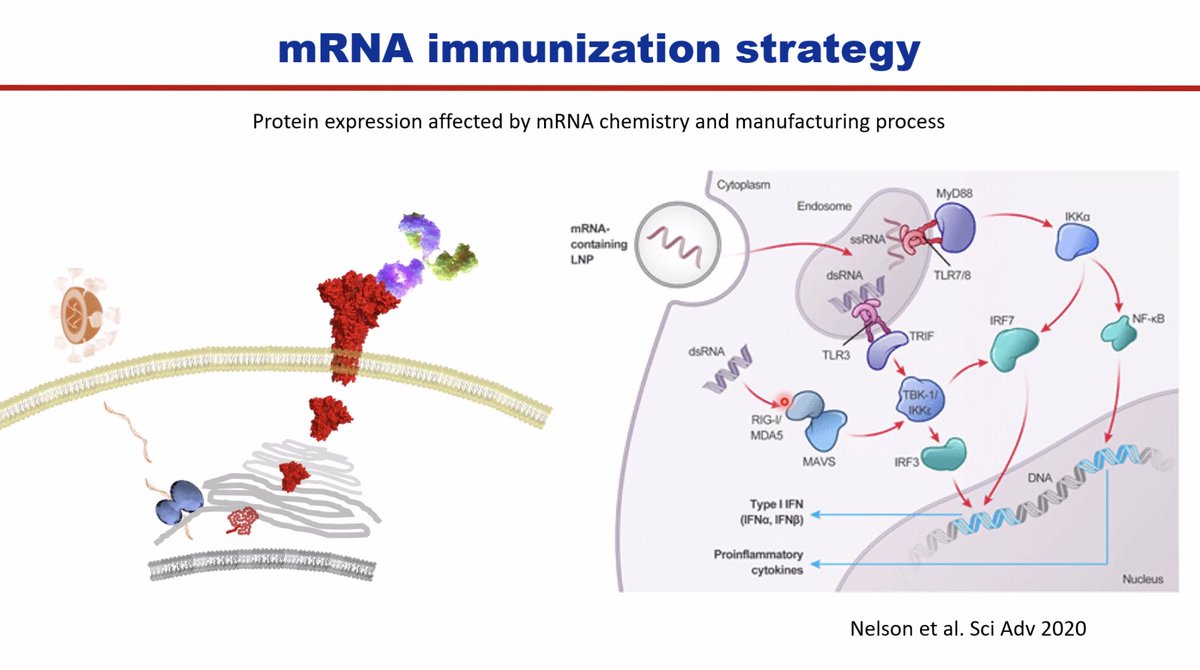 mRNA immunization strategy
Protein expression affected by mRNA chemistry and manufacturing process
Cytoplasm
MyD88
Endosome
IKKα
mRNA-
containing
LNP
ssRNA
TLR7/8
dsRNA
IRF7
NF-κB
TRIF
TLR3
dsRNA
TBK-1/
IKKε
RIG-I/
MDA5
MAVS
IRF3
DNA
Type I IFN
(IFNα, IFNβ)
Proinflammatory
cytokines
Nucleus
Nelson et al. Sci Adv 2020